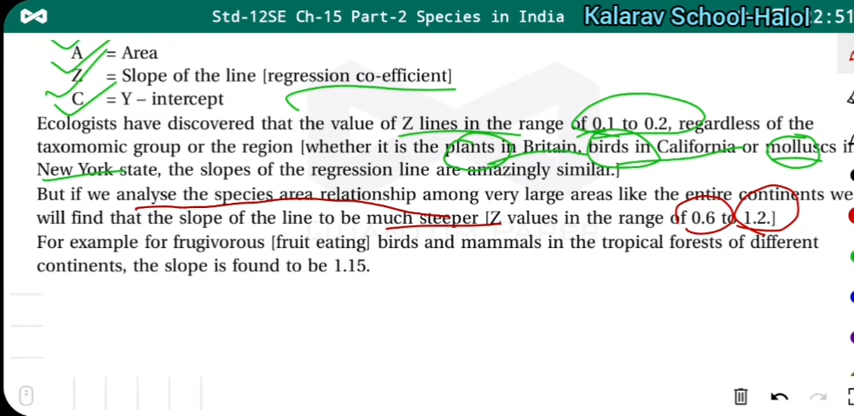 Std-12SE Ch-15 Part-2 Species in India Kalarav School-Halol 2:51
A = Area
Z = Slope of the line [regression co-efficient]
C = Y – intercept
Ecologists have discovered that the value of Z lines in the range of 0.1 to 0.2, regardless of the
taxomomic group or the region [whether it is the plants in Britain, birds in California or molluscs i
New York state, the slopes of the regression line are amazingly similar.]
But if we analyse the species area relationship among very large areas like the entire continents we
will find that the slope of the line to be much steeper [Z values in the range of 0.6 to 1.2.]
For example for frugivorous [fruit eating] birds and mammals in the tropical forests of different
continents, the slope is found to be 1.15.